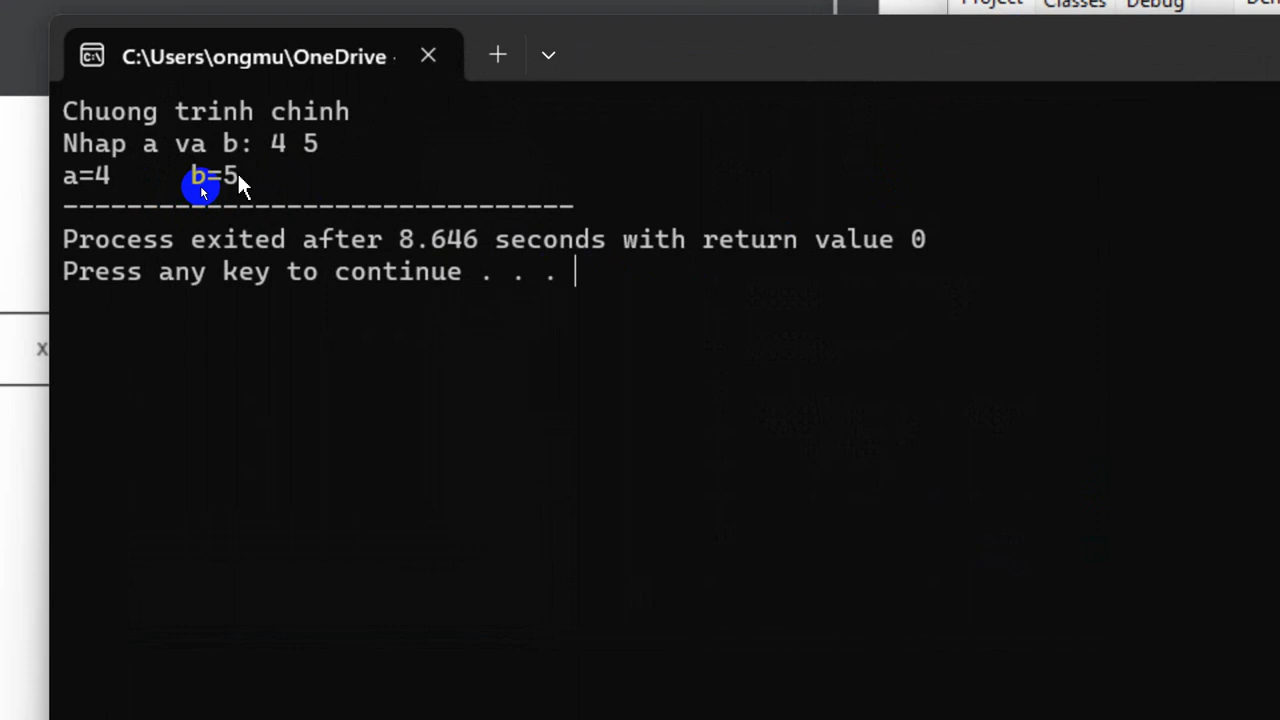 Project Classes Debug
C:\Users\ongmu\OneDrive
Chuong trinh chinh
Nhap a va b: 4 5
a=4 b=5
--------------------------------
Process exited after 8.646 seconds with return value 0
Press any key to continue . . .
x